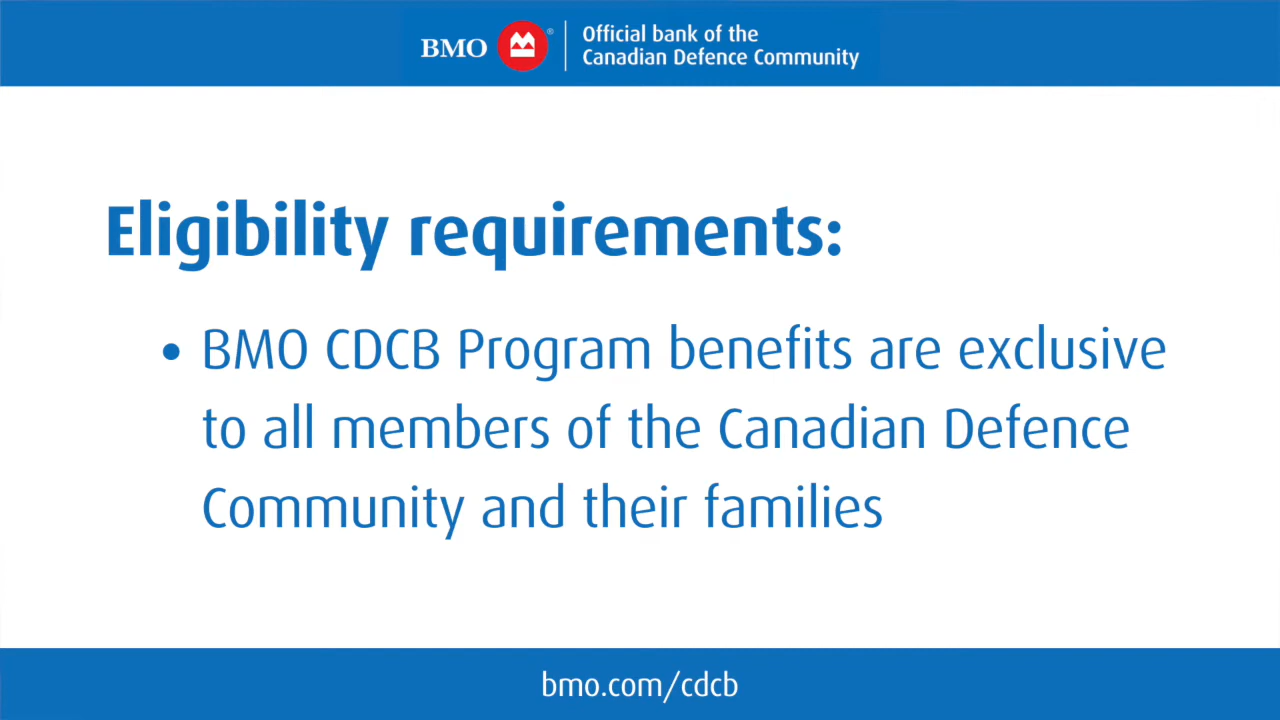 BMO ® Official bank of the
Canadian Defence Community
Eligibility requirements:
• BMO CDCB Program benefits are exclusive
to all members of the Canadian Defence
Community and their families
bmo.com/cdcb